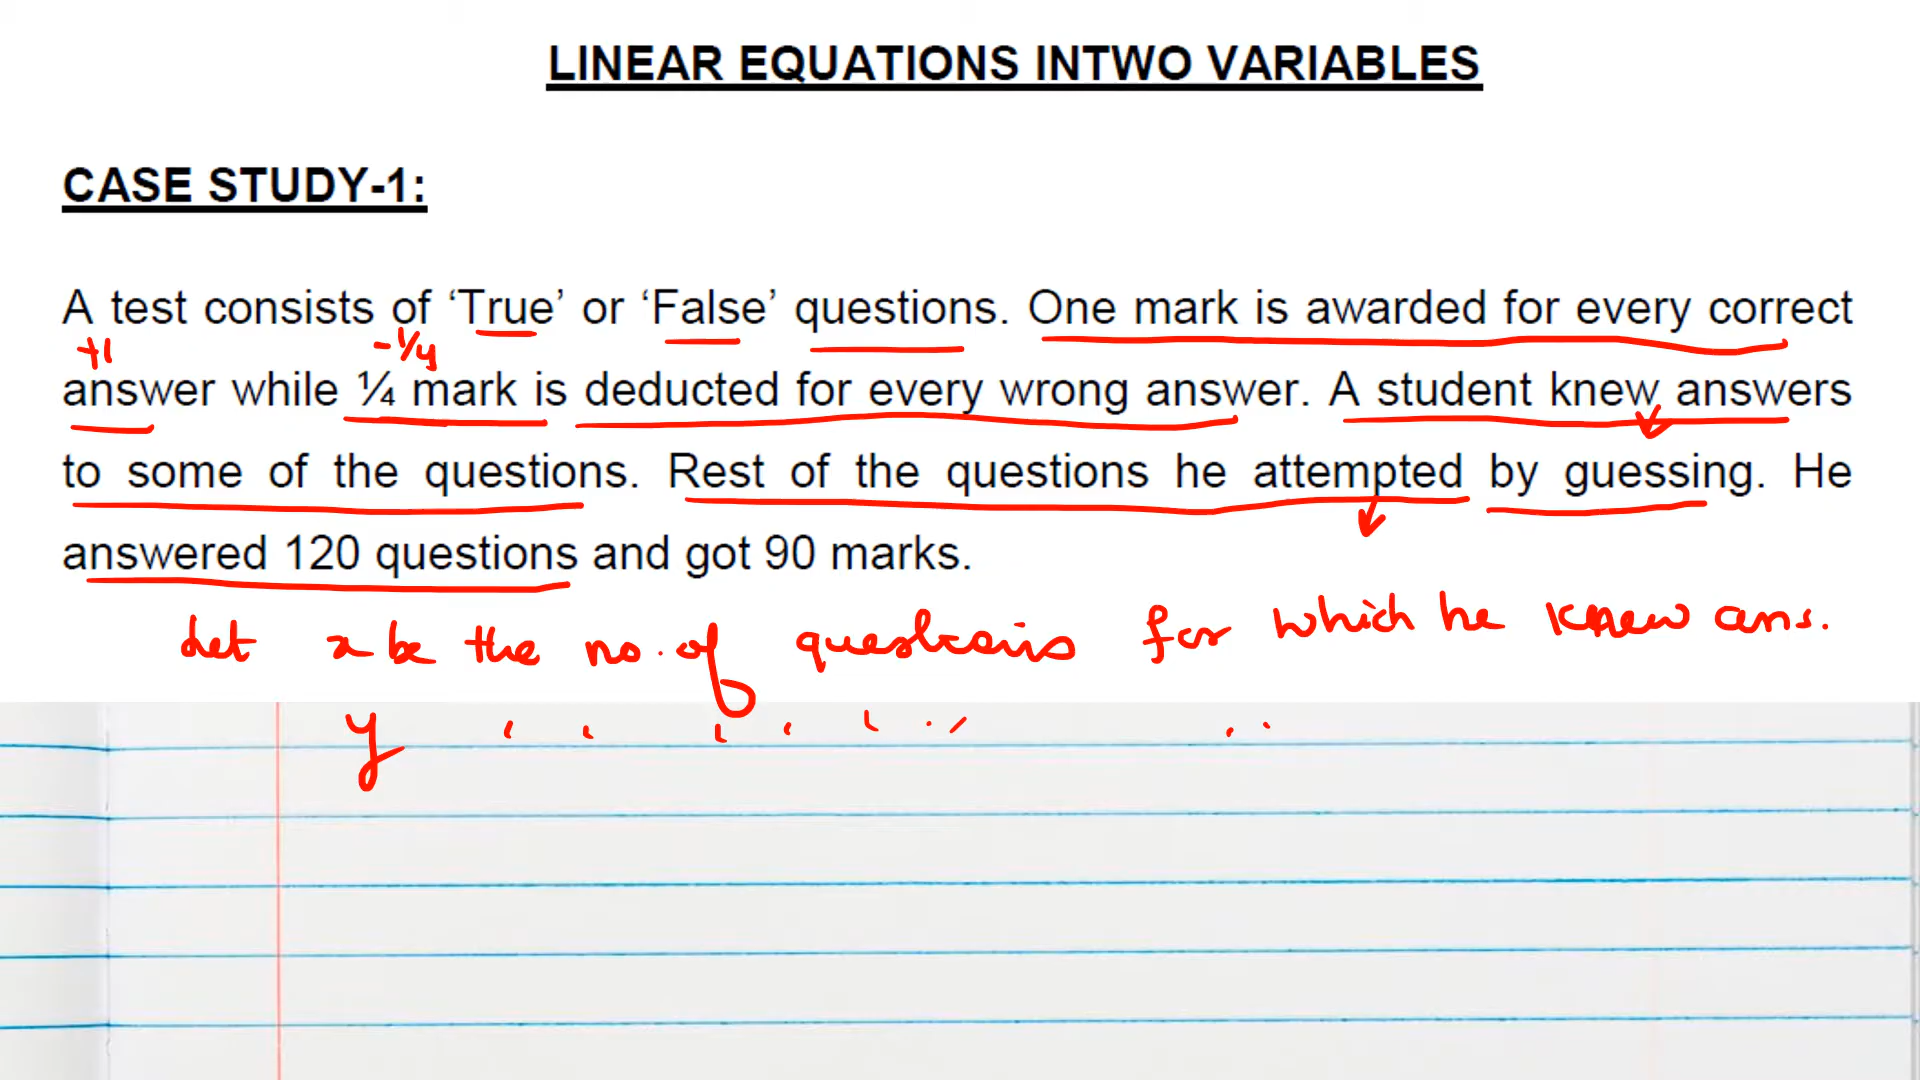 LINEAR EQUATIONS INTWO VARIABLES
CASE STUDY-1:
A test consists of ‘True’ or ‘False’ questions. One mark is awarded for every correct
+1 -1/4
answer while ¼ mark is deducted for every wrong answer. A student knew answers
to some of the questions. Rest of the questions he attempted by guessing. He
answered 120 questions and got 90 marks.
Let x be the no. of questions for which he knew ans.
y